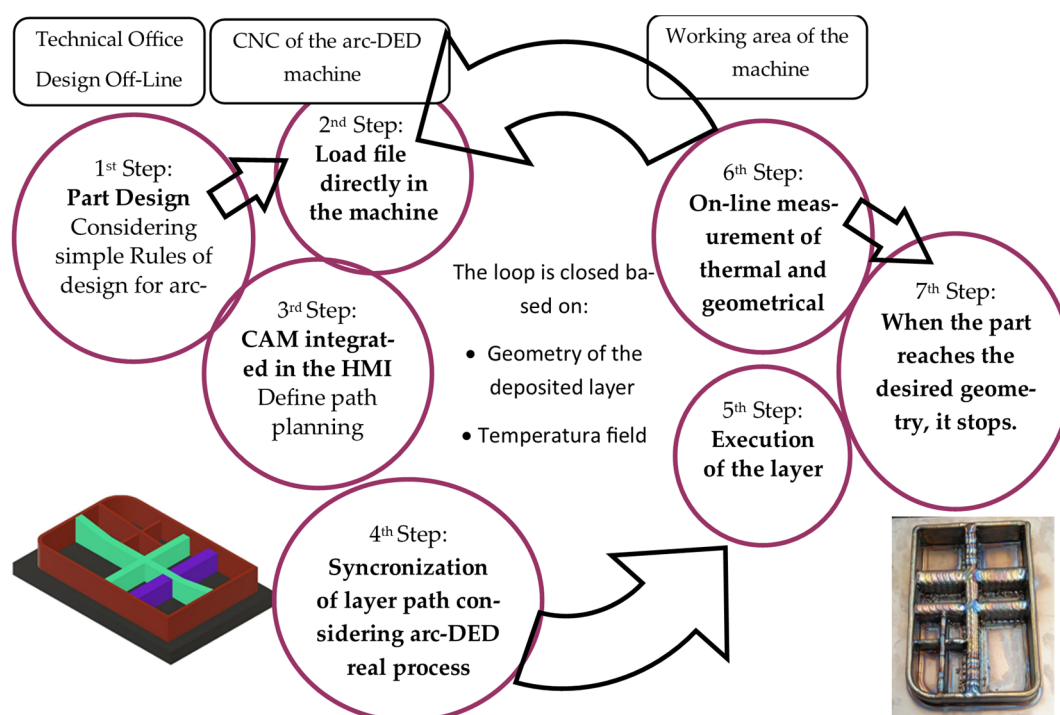 Technical Office
Design Off-Line
CNC of the arc-DED
machine
Working area of the
machine
1st Step:
Part Design
Considering
simple Rules of
design for arc-
2nd Step:
Load file
directly in
the machine
3rd Step:
CAM integrat-
ed in the HMI
Define path
planning
4th Step:
Syncronization
of layer path con-
sidering arc-DED
real process
The loop is closed ba-
sed on:
• Geometry of the
deposited layer
• Temperatura field
5th Step:
Execution
of the layer
6th Step:
On-line meas-
urement of
thermal and
geometrical
7th Step:
When the part
reaches the
desired geome-
try, it stops.